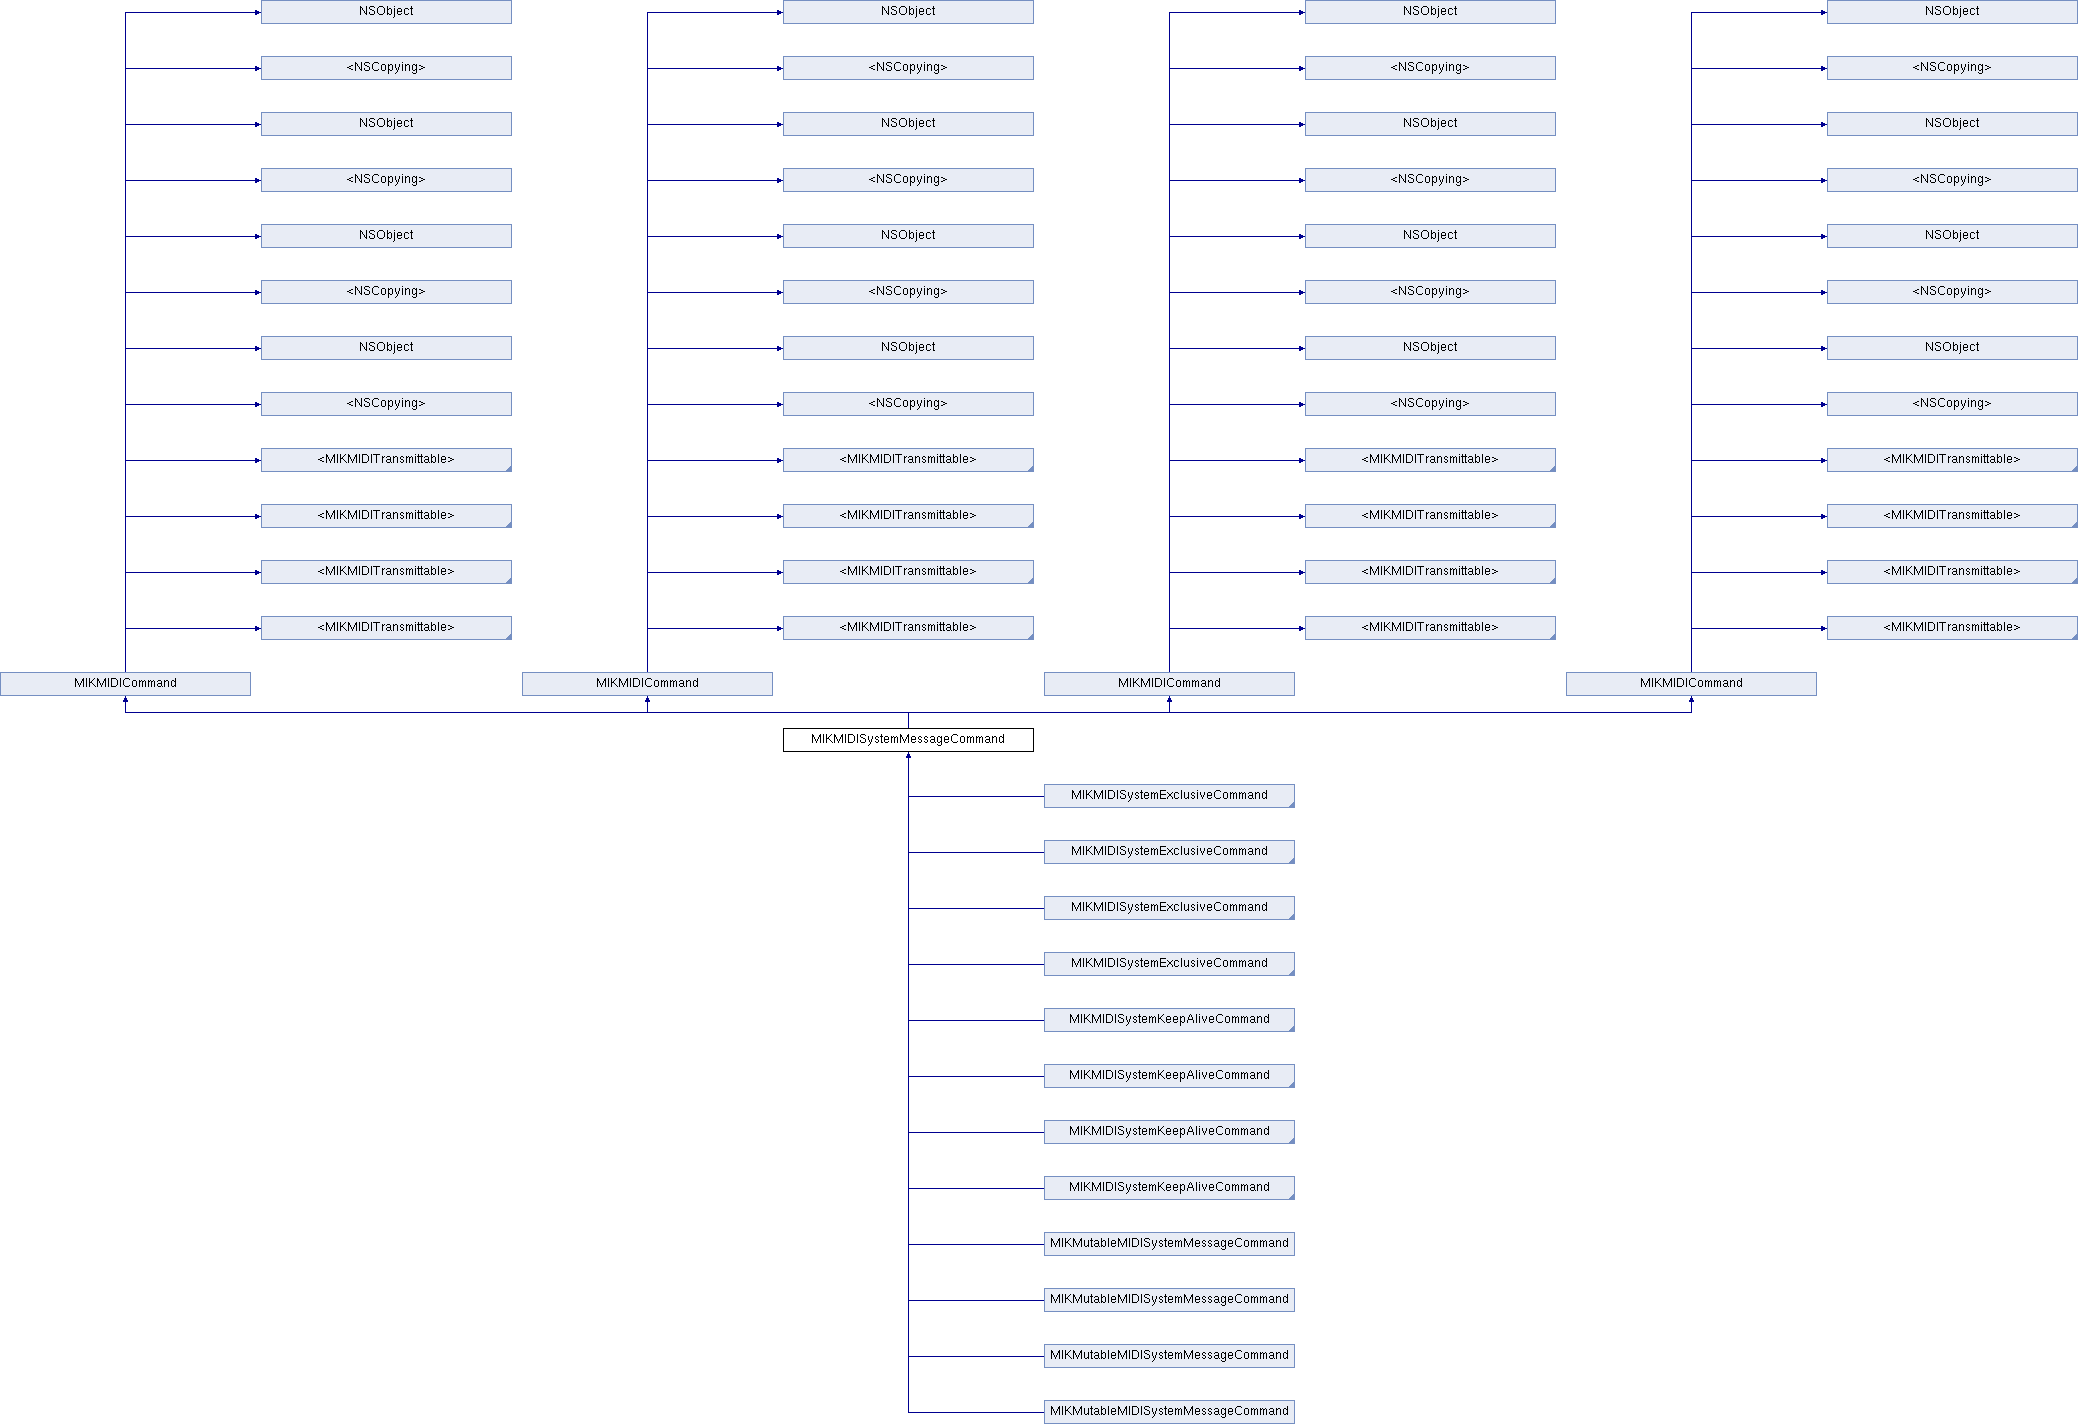 NSObject NSObject NSObject NSObject
<NSCopying> <NSCopying> <NSCopying> <NSCopying>
NSObject NSObject NSObject NSObject
<NSCopying> <NSCopying> <NSCopying> <NSCopying>
NSObject NSObject NSObject NSObject
<NSCopying> <NSCopying> <NSCopying> <NSCopying>
NSObject NSObject NSObject NSObject
<NSCopying> <NSCopying> <NSCopying> <NSCopying>
<MIKMIDITransmittable> <MIKMIDITransmittable> <MIKMIDITransmittable> <MIKMIDITransmittable>
<MIKMIDITransmittable> <MIKMIDITransmittable> <MIKMIDITransmittable> <MIKMIDITransmittable>
<MIKMIDITransmittable> <MIKMIDITransmittable> <MIKMIDITransmittable> <MIKMIDITransmittable>
<MIKMIDITransmittable> <MIKMIDITransmittable> <MIKMIDITransmittable> <MIKMIDITransmittable>
MIKMIDICommand MIKMIDICommand MIKMIDICommand MIKMIDICommand
MIKMIDISystemMessageCommand
MIKMIDISystemExclusiveCommand
MIKMIDISystemExclusiveCommand
MIKMIDISystemExclusiveCommand
MIKMIDISystemExclusiveCommand
MIKMIDISystemKeepAliveCommand
MIKMIDISystemKeepAliveCommand
MIKMIDISystemKeepAliveCommand
MIKMIDISystemKeepAliveCommand
MIKMutableMIDISystemMessageCommand
MIKMutableMIDISystemMessageCommand
MIKMutableMIDISystemMessageCommand
MIKMutableMIDISystemMessageCommand